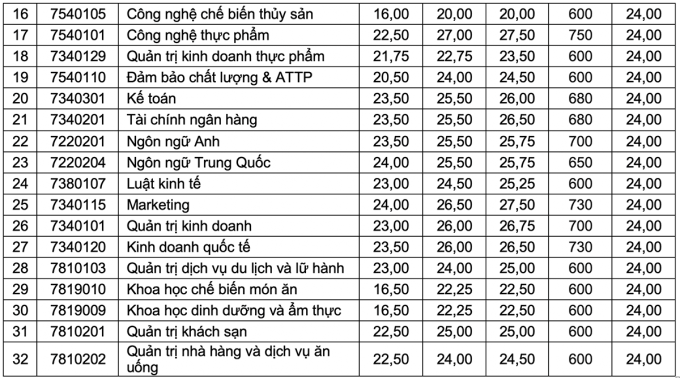 16 7540105 Công nghệ chế biến thủy sản 16,00 20,00 20,00 600 24,00
17 7540101 Công nghệ thực phẩm 22,50 27,00 27,50 750 24,00
18 7340129 Quản trị kinh doanh thực phẩm 21,75 22,75 23,50 600 24,00
19 7540110 Đảm bảo chất lượng & ATTP 20,50 24,00 24,50 600 24,00
20 7340301 Kế toán 23,50 25,50 26,00 680 24,00
21 7340201 Tài chính ngân hàng 23,50 25,50 26,50 680 24,00
22 7220201 Ngôn ngữ Anh 23,50 25,50 25,75 700 24,00
23 7220204 Ngôn ngữ Trung Quốc 24,00 25,50 25,75 650 24,00
24 7380107 Luật kinh tế 23,00 24,50 25,25 600 24,00
25 7340115 Marketing 24,00 26,50 27,50 730 24,00
26 7340101 Quản trị kinh doanh 23,00 26,00 26,75 700 24,00
27 7340120 Kinh doanh quốc tế 23,50 26,00 26,50 730 24,00
28 7810103 Quản trị dịch vụ du lịch và lữ hành 23,00 24,00 25,00 600 24,00
29 7819010 Khoa học chế biến món ăn 16,50 22,25 22,50 600 24,00
30 7819009 Khoa học dinh dưỡng và ẩm thực 16,50 22,25 22,50 600 24,00
31 7810201 Quản trị khách sạn 22,50 25,00 25,00 600 24,00
32 7810202 Quản trị nhà hàng và dịch vụ ăn
uống 22,50 24,00 24,50 600 24,00